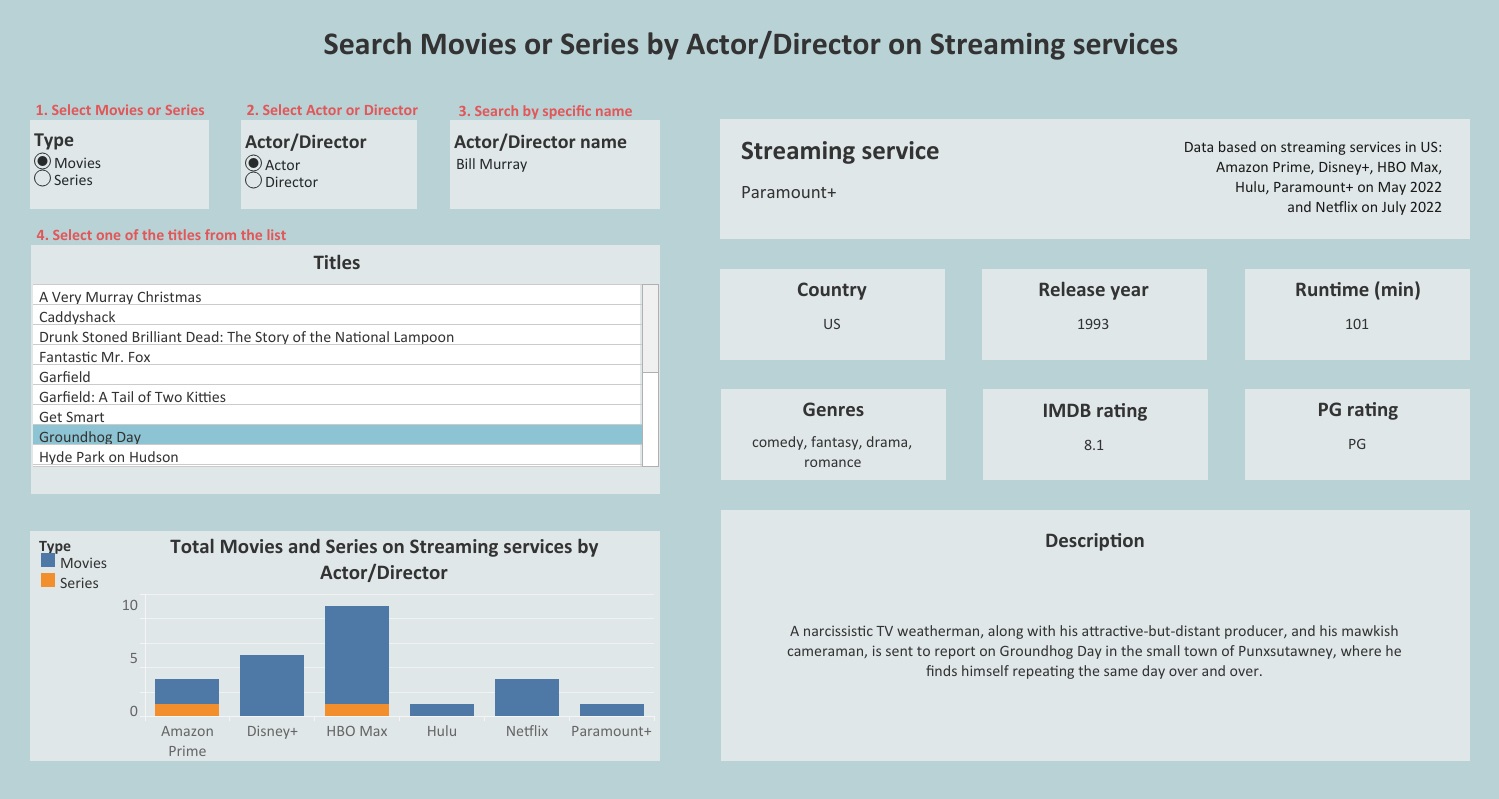 Search Movies or Series by Actor/Director on Streaming services
1. Select Movies or Series
2. Select Actor or Director
3. Search by specific name
Type
Movies
Series
Actor/Director
Actor
Director
Actor/Director name
Bill Murray
4. Select one of the titles from the list
Titles
A Very Murray Christmas
Caddyshack
Drunk Stoned Brilliant Dead: The Story of the National Lampoon
Fantastic Mr. Fox
Garfield
Garfield: A Tail of Two Kitties
Get Smart
Groundhog Day
Hyde Park on Hudson
Type
Movies
Series
Total Movies and Series on Streaming services by
Actor/Director
10
5
0
Amazon
Prime
Disney+
HBO Max
Hulu
Netflix
Paramount+
Streaming service
Paramount+
Data based on streaming services in US:
Amazon Prime, Disney+, HBO Max,
Hulu, Paramount+ on May 2022
and Netflix on July 2022
Country
US
Release year
1993
Runtime (min)
101
Genres
comedy, fantasy, drama,
romance
IMDB rating
8.1
PG rating
PG
Description
A narcissistic TV weatherman, along with his attractive-but-distant producer, and his mawkish
cameraman, is sent to report on Groundhog Day in the small town of Punxsutawney, where he
finds himself repeating the same day over and over.